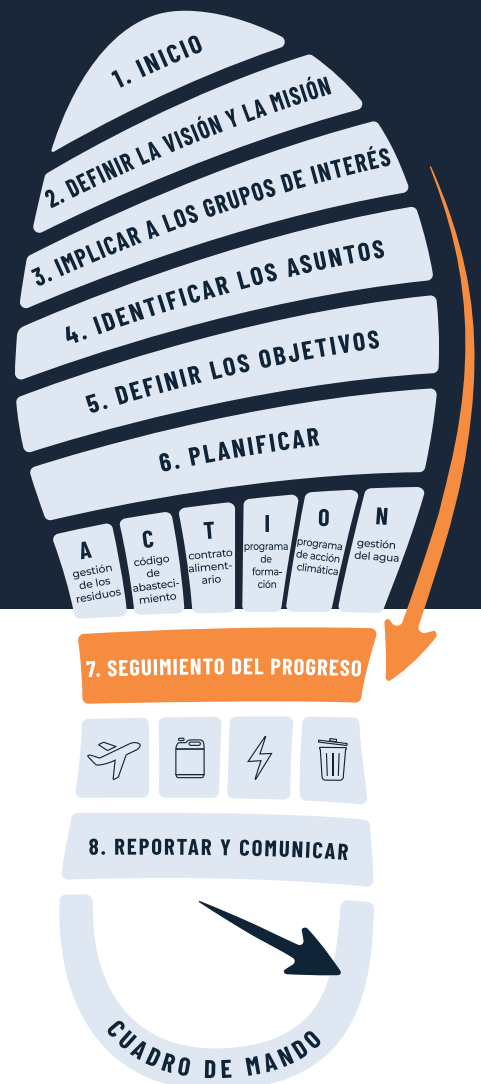 1. INICIO
2. DEFINIR LA VISIÓN Y LA MISIÓN
3. IMPLICAR A LOS GRUPOS DE INTERÉS
4. IDENTIFICAR LOS ASUNTOS
5. DEFINIR LOS OBJETIVOS
6. PLANIFICAR
A
gestión
de los
residuos
C
código
de
abasteci-
miento
T
contrato
aliment-
ario
I
programa
de
forma-
ción
O
programa
de acción
climática
N
gestión
del agua
7. SEGUIMIENTO DEL PROGRESO
8. REPORTAR Y COMUNICAR
CUADRO DE MANDO